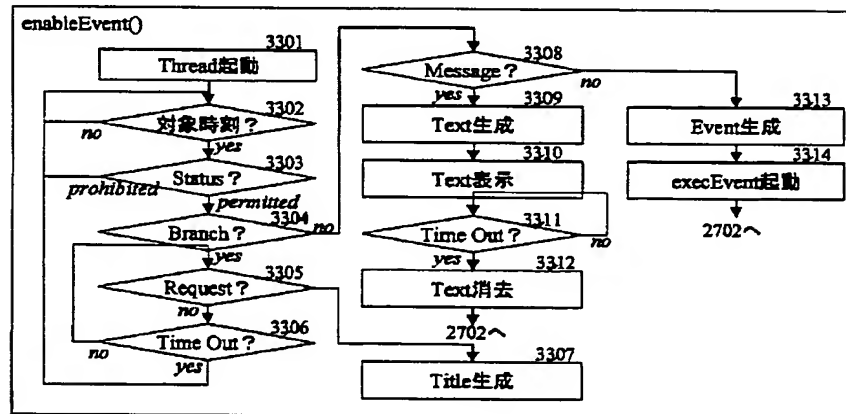 enableEvent()
3301
Thread起動
3302
対象時刻？
no
yes
3303
Status？
prohibited
permitted
3304
Branch？
no
yes
3305
Request？
no
3306
Time Out？
no
yes
3308
Message？
no
yes
3309
Text生成
3310
Text表示
3311
Time Out？
no
yes
3312
Text消去
2702へ
3307
Title生成
3313
Event生成
3314
execEvent起動
2702へ